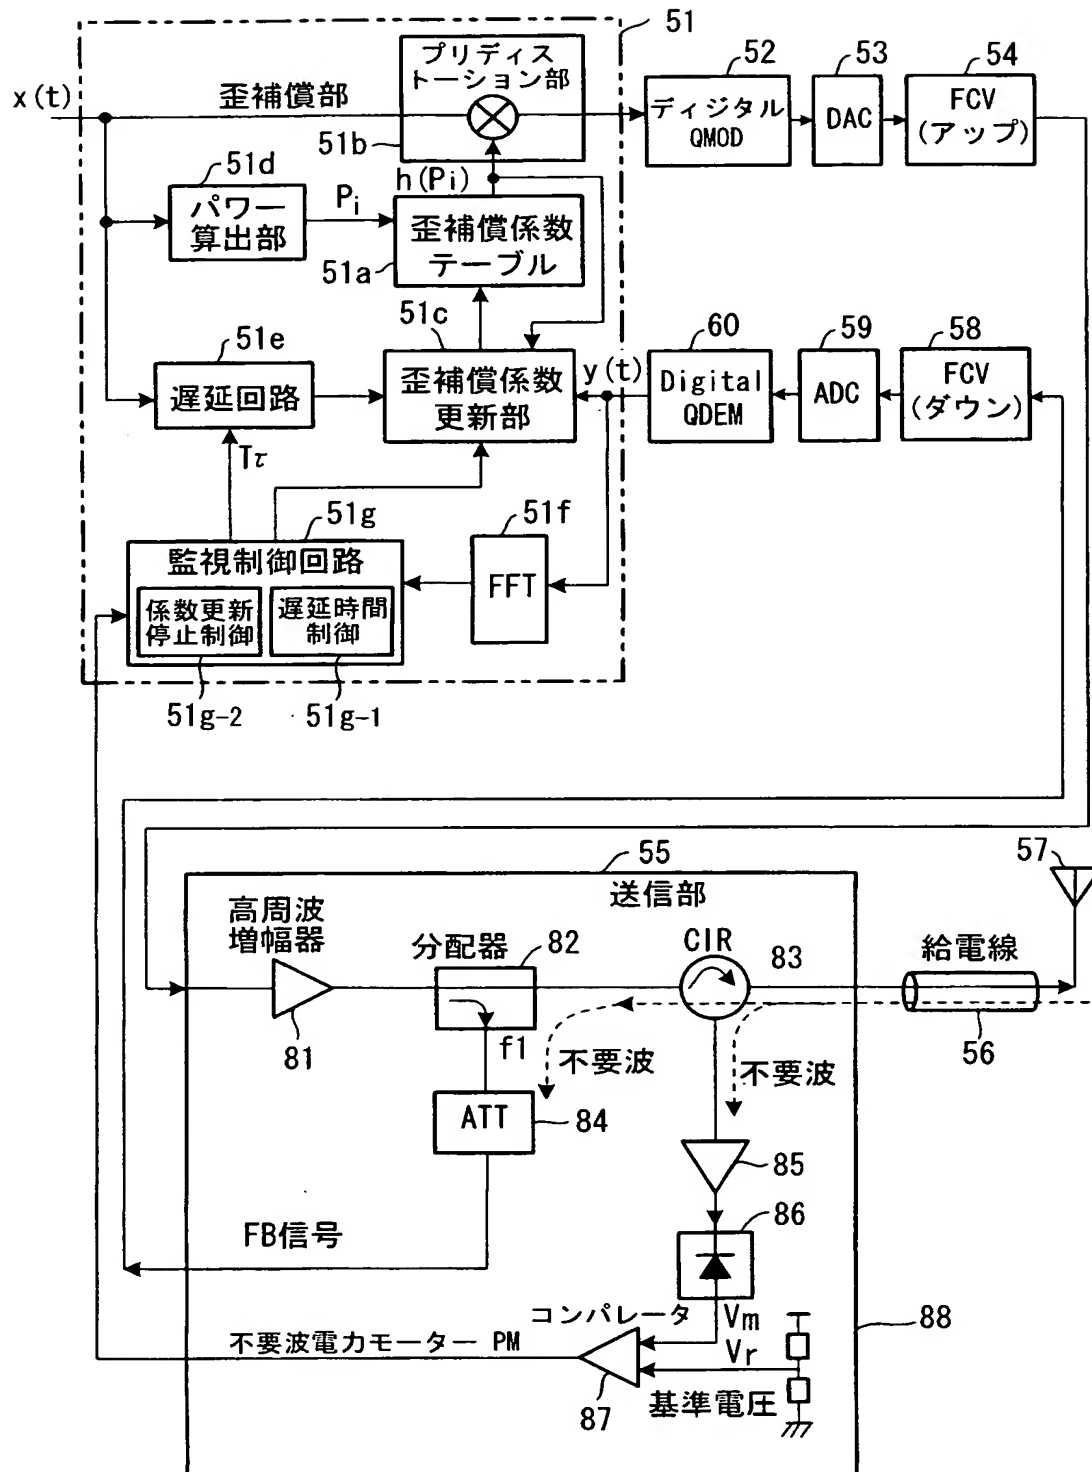 51
プリディス
トーション部
52
53
54
x(t)
歪補償部
51b
ディジタル
QMOD
DAC
FCV
(アップ)
51d
h(Pi)
パワー
算出部
Pi
歪補償係数
テーブル
51a
51c
51e
60
59
58
遅延回路
歪補償係数
更新部
y(t)
Digital
QDEM
ADC
FCV
(ダウン)
Tτ
51g
51f
監視制御回路
FFT
係数更新
停止制御
遅延時間
制御
51g-2
51g-1
55
送信部
57
高周波
増幅器
分配器
82
CIR
83
給電線
81
f1
不要波
不要波
56
ATT
84
85
86
FB信号
コンパレータ
Vm
88
不要波電力モーター PM
Vr
87
基準電圧